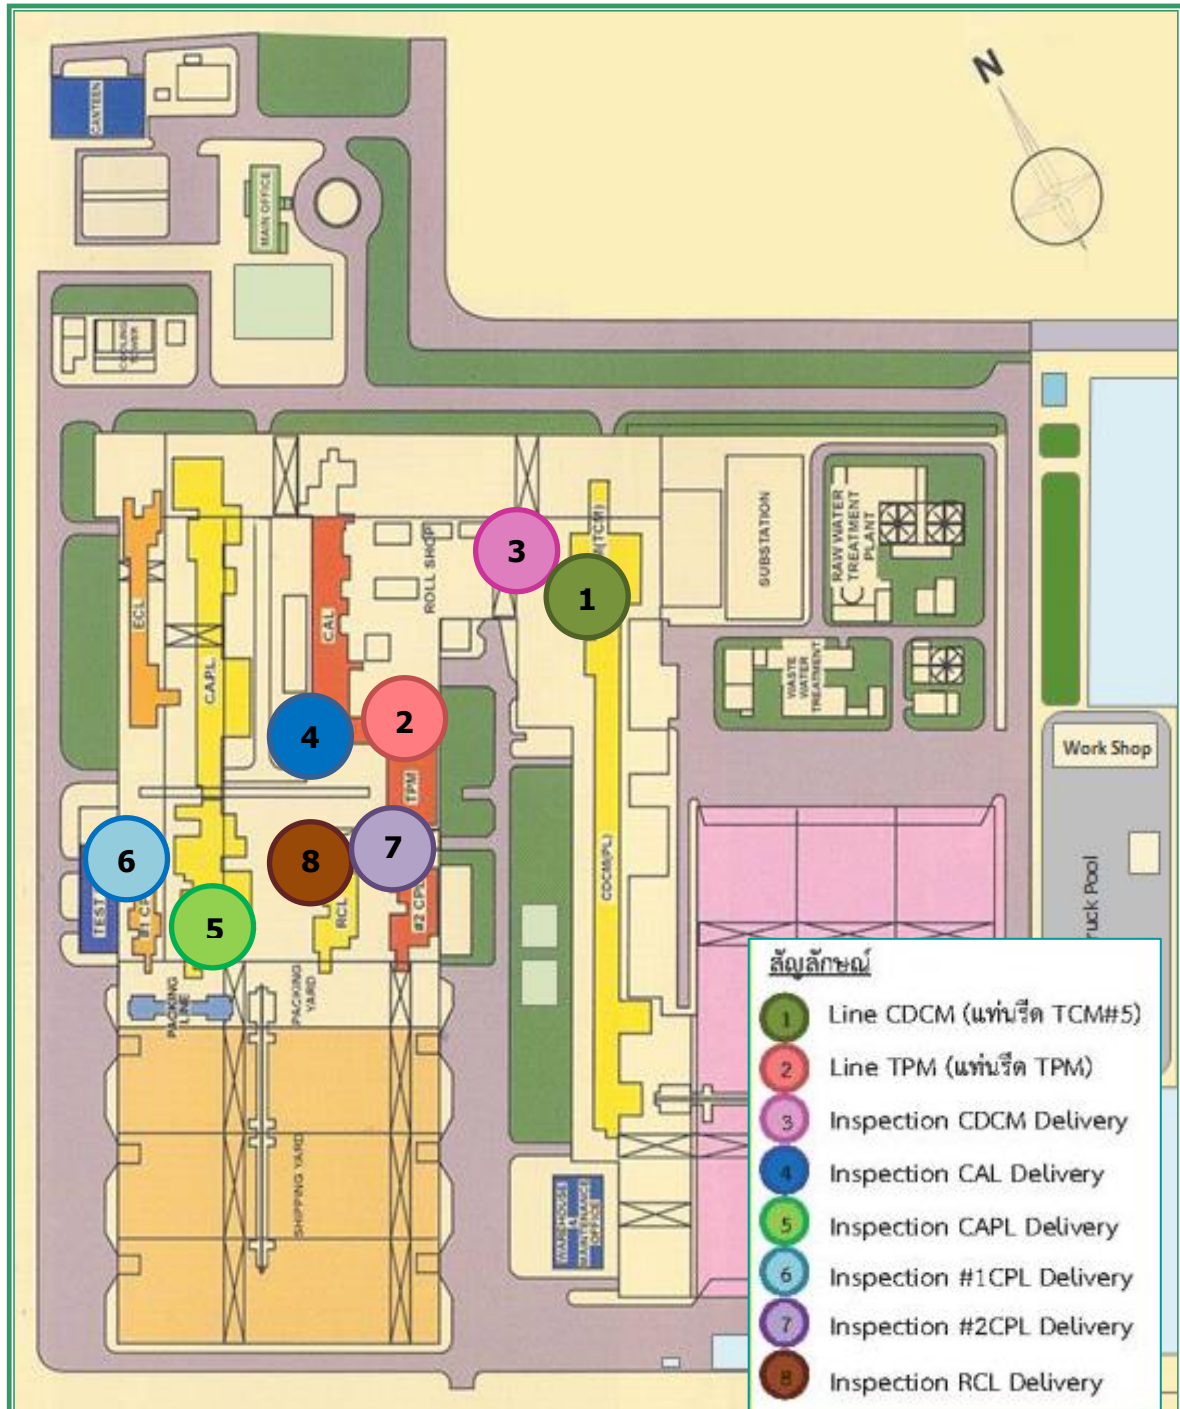 N
CANTEEN
MAIN OFFICE
COOLING
TOWER
ECL
C.A.P.L
CAL
ROLL SHOP
3
1
(TCM)
SUBSTATION
RAW WATER
TREATMENT
PLANT
WASTE
WATER
TREATMENT
Work Shop
4
2
TPM
6
5
8
7
TEST
#1 CP
RCL
#2 CPL
CDCM(PL)
ruck Pool
PACKING
LINE
PACKING
YARD
SHIPPING YARD
WAREHOUSE
&
MAINTENANCE
OFFICE
สัญลักษณ์
1 Line CDCM (แท่นรีด TCM#5)
2 Line TPM (แท่นรีด TPM)
3 Inspection CDCM Delivery
4 Inspection CAL Delivery
5 Inspection CAPL Delivery
6 Inspection #1CPL Delivery
7 Inspection #2CPL Delivery
8 Inspection RCL Delivery